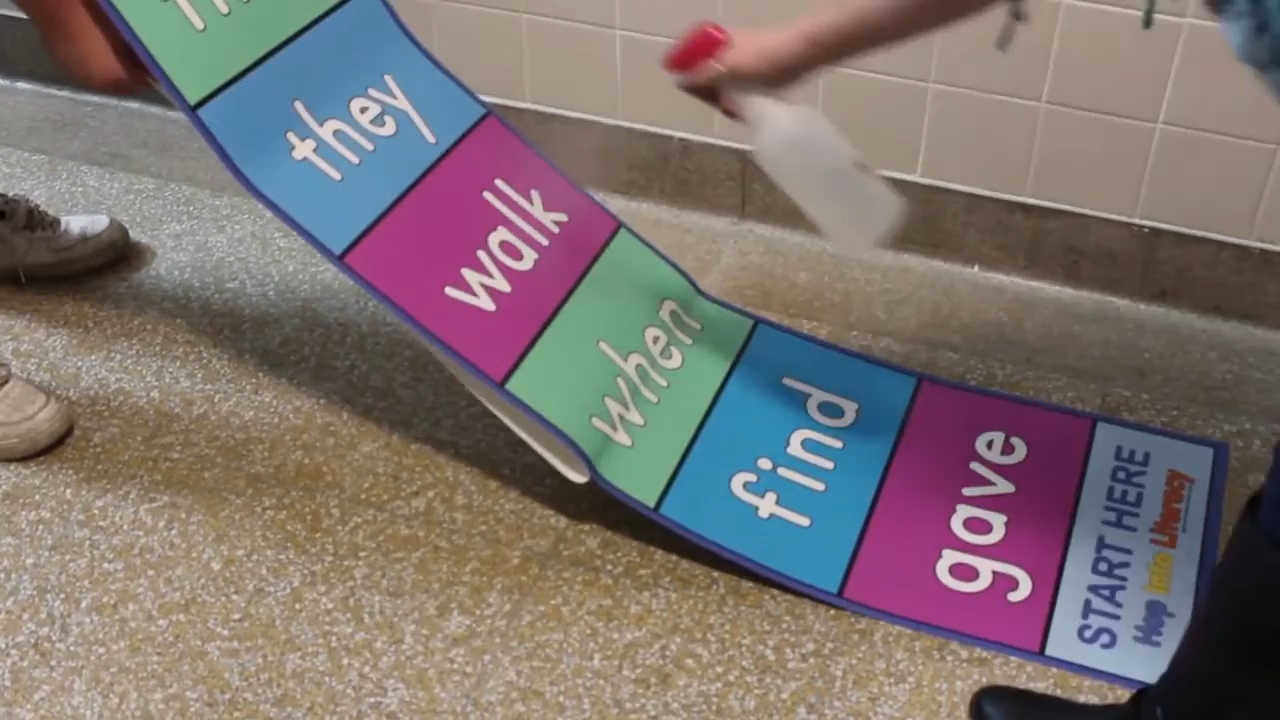 they
walk
when
find
gave
START HERE
Hop into Literacy